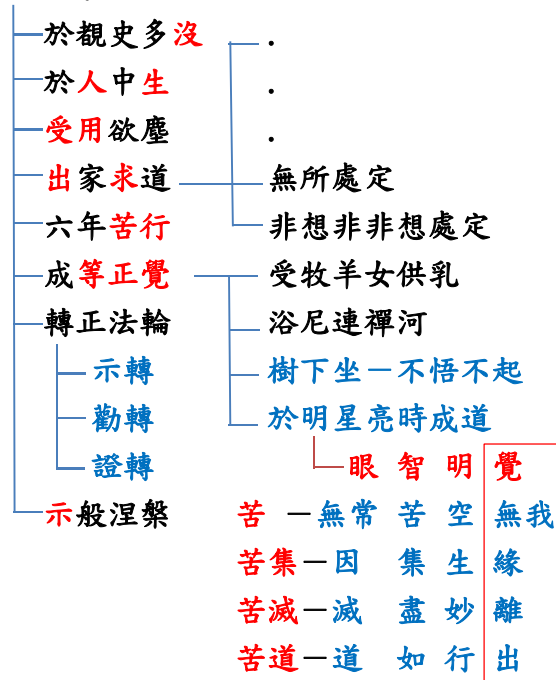 於覩史多沒
於人中生
受用欲塵
出家求道
六年苦行
成等正覺
轉正法輪
示轉
勸轉
證轉
示般涅槃
.
.
.
無所處定
非想非非想處定
受牧羊女供乳
浴尼連禪河
樹下坐－不悟不起
於明星亮時成道
眼 智 明 覺
苦 －無常 苦 空 無我
苦集－因 集 生 緣
苦滅－滅 盡 妙 離
苦道－道 如 行 出